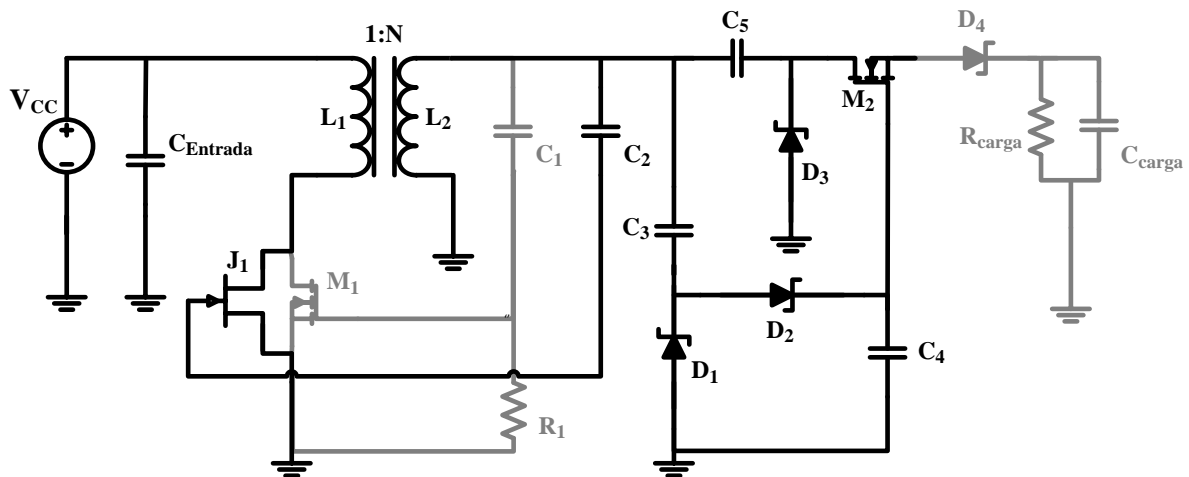 1:N
C5
D4
VCC
CEntrada
L1
L2
C1
C2
D3
M2
Rcarga
Ccarga
C3
J1
M1
D2
D1
C4
R1